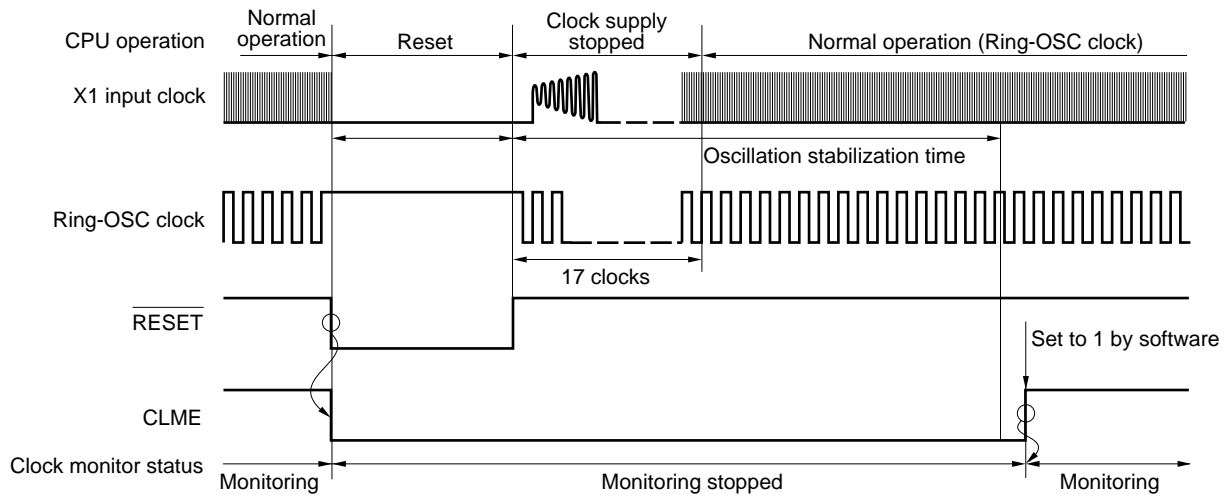 Normal
operation
Clock supply
stopped
CPU operation
Reset
Normal operation (Ring-OSC clock)
X1 input clock
Oscillation stabilization time
Ring-OSC clock
17 clocks
RESET
Set to 1 by software
CLME
Clock monitor status
Monitoring
Monitoring stopped
Monitoring